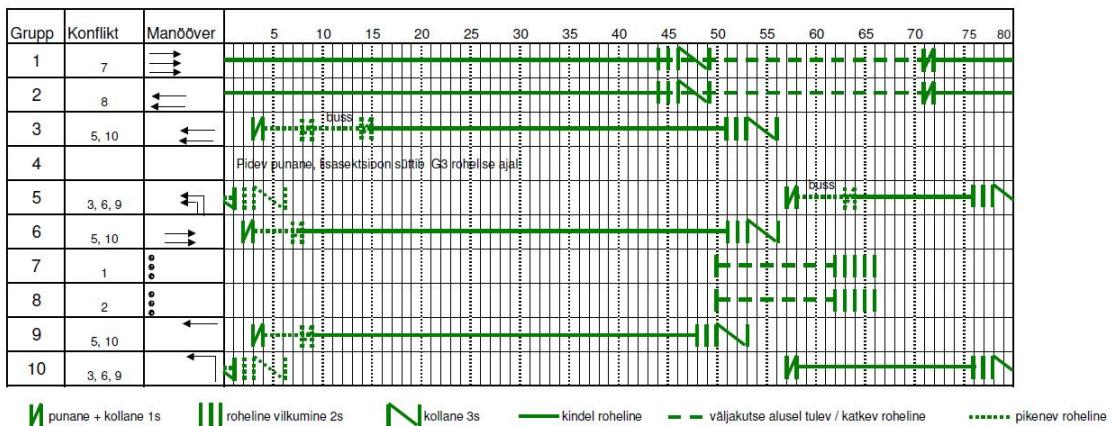 Grupp Konflikt Manööver 5 10 15 20 25 30 35 40 45 50 55 60 65 70 75 80
1 7
2 8
3 5, 10 buss
4 Pidev punane, lisasektsioon süttib G3 rohelise ajal
5 3, 6, 9 buss
6 5, 10
7 1
8 2
9 5, 10
10 3, 6, 9
punane + kollane 1s roheline vilkumine 2s kollane 3s kindel roheline väljakutse alusel tulev / katkev roheline pikenev roheline